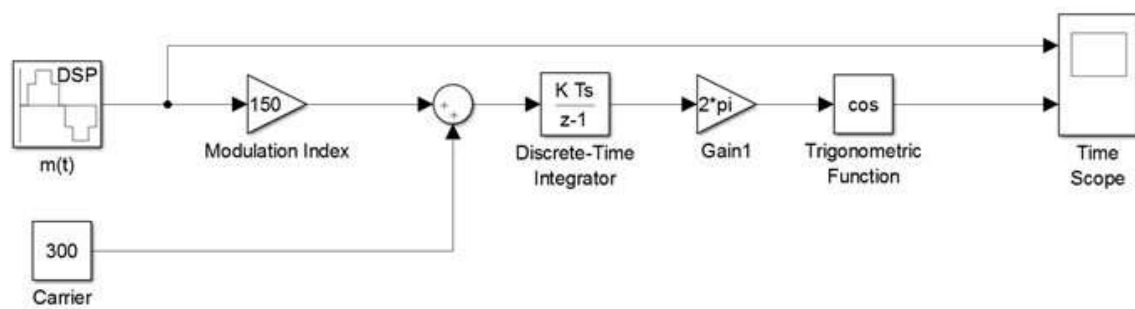 DSP
m(t)
150
Modulation Index
+
+
300
Carrier
K Ts
z-1
Discrete-Time
Integrator
2*pi
Gain1
cos
Trigonometric
Function
Time
Scope